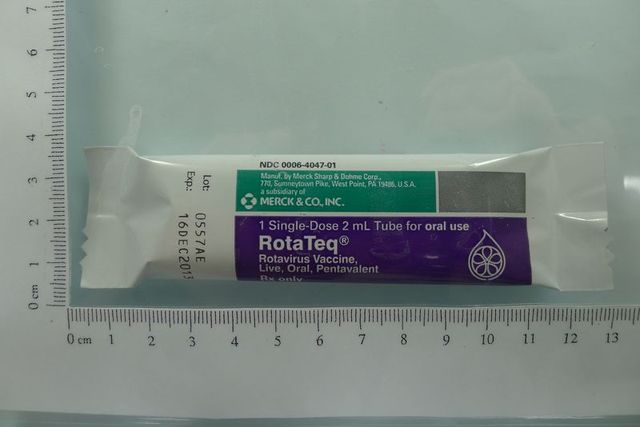 NDC 0006-4047-01
Manuf. by Merck Sharp & Dohme Corp.,
770, Sumneytown Pike, West Point, PA 19486, U.S.A.
a subsidiary of
MERCK & CO., INC.
1 Single-Dose 2 mL Tube for oral use
RotaTeq®
Rotavirus Vaccine,
Live, Oral, Pentavalent
Rx only
Lot: 0557AE
Exp.: 16DEC2013
7
6
5
4
3
2
1
0 cm
0 cm 1 2 3 4 5 6 7 8 9 10 11 12 13